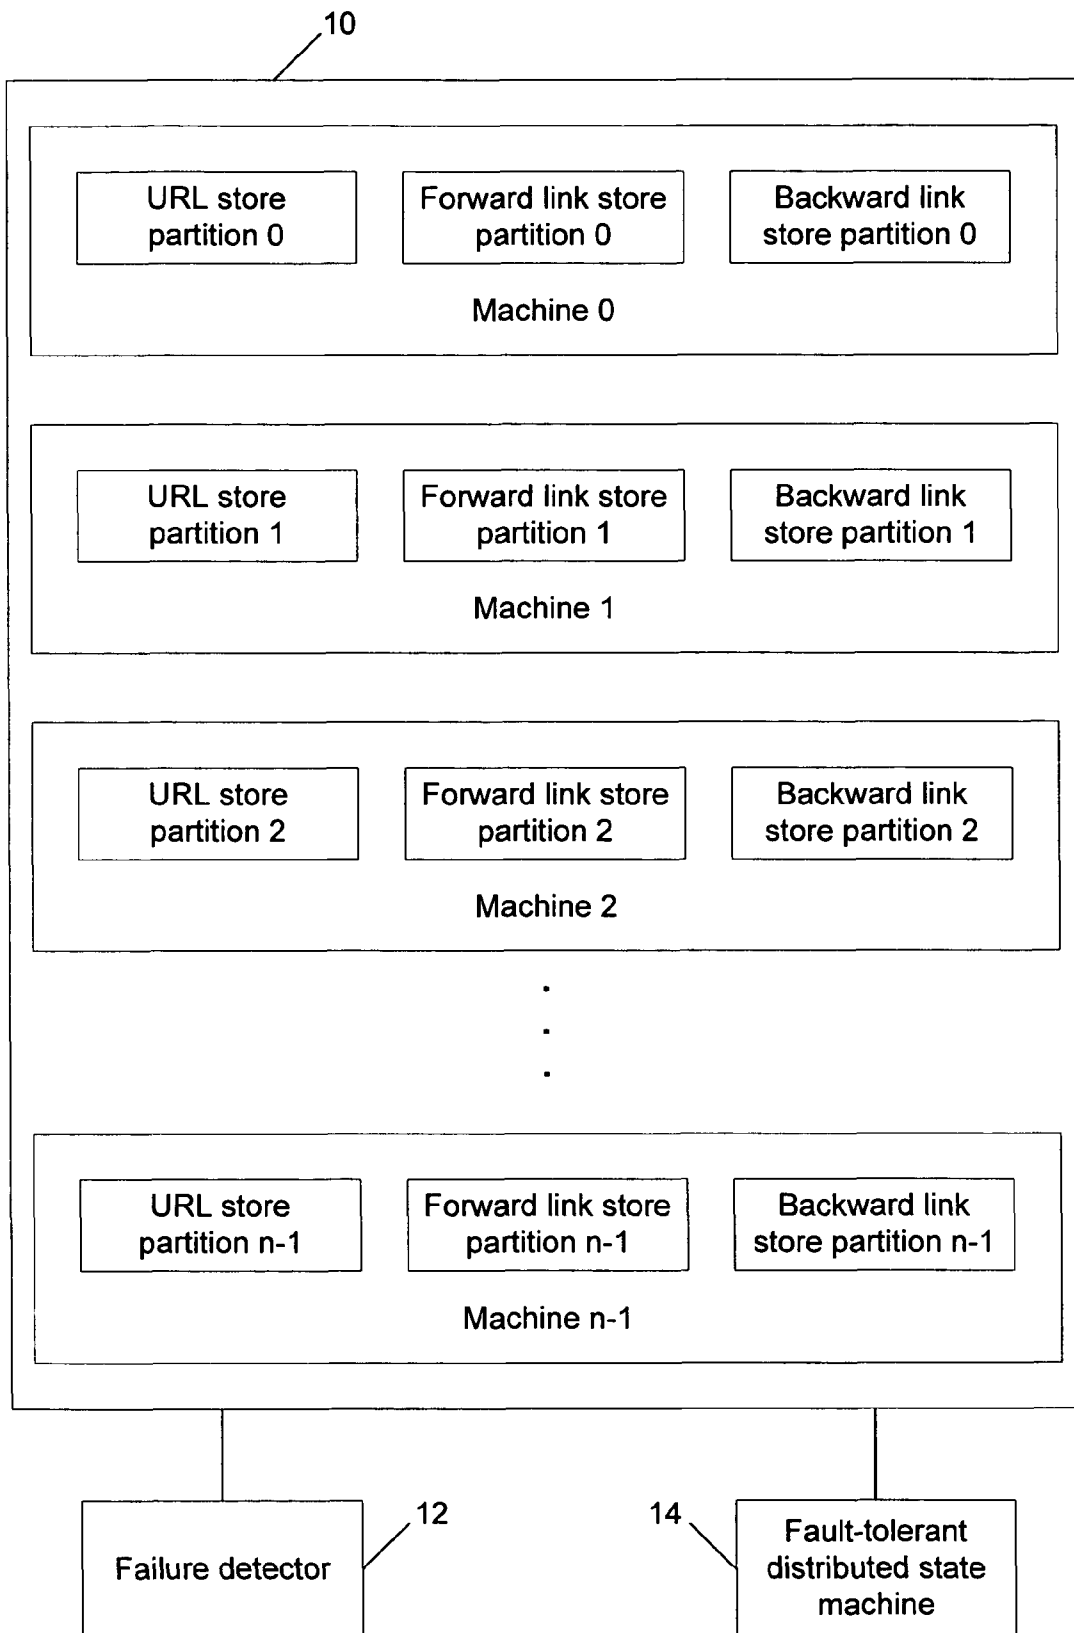 10
URL store
partition 0
Forward link store
partition 0
Backward link
store partition 0
Machine 0
URL store
partition 1
Forward link store
partition 1
Backward link
store partition 1
Machine 1
URL store
partition 2
Forward link store
partition 2
Backward link
store partition 2
Machine 2
URL store
partition n-1
Forward link store
partition n-1
Backward link
store partition n-1
Machine n-1
12
Failure detector
14
Fault-tolerant
distributed state
machine